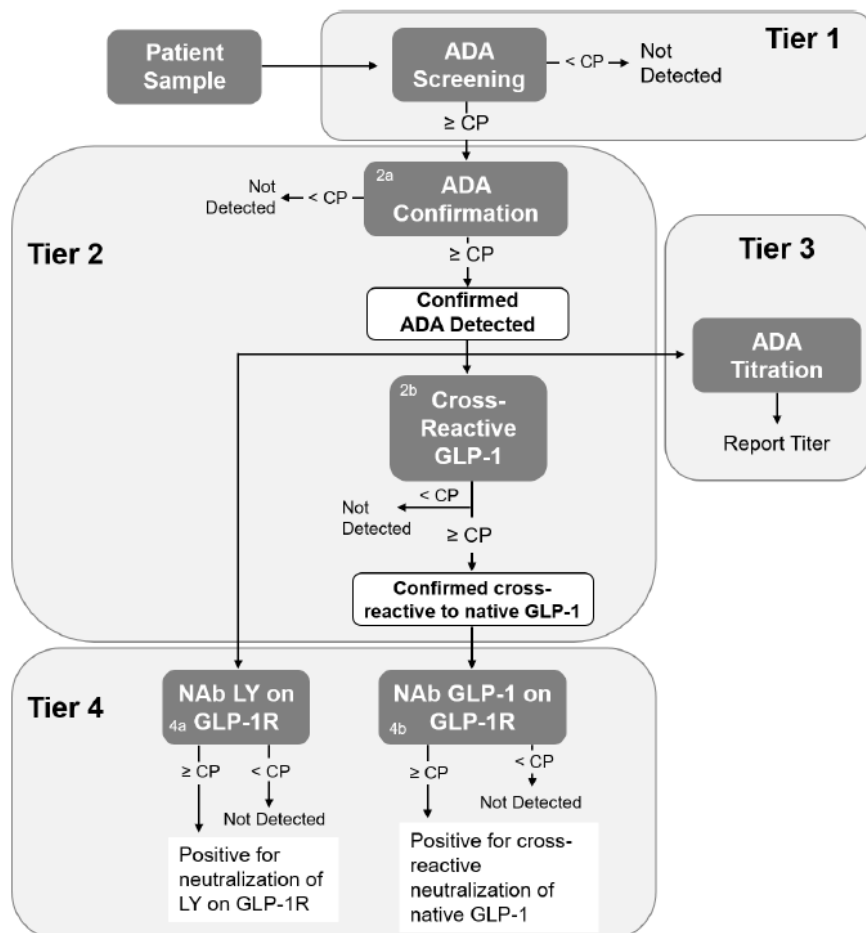 Patient
Sample
ADA
Screening
< CP
Not
Detected
Tier 1
≥ CP
Tier 2
2a
ADA
Confirmation
< CP
Not
Detected
≥ CP
Confirmed
ADA Detected
Tier 3
ADA
Titration
Report Titer
2b
Cross-
Reactive
GLP-1
< CP
Not
Detected
≥ CP
Confirmed cross-
reactive to native GLP-1
Tier 4
NAb LY on
4a GLP-1R
≥ CP
< CP
Not Detected
Positive for
neutralization of
LY on GLP-1R
NAb GLP-1 on
4b GLP-1R
≥ CP
< CP
Not Detected
Positive for cross-
reactive
neutralization of
native GLP-1